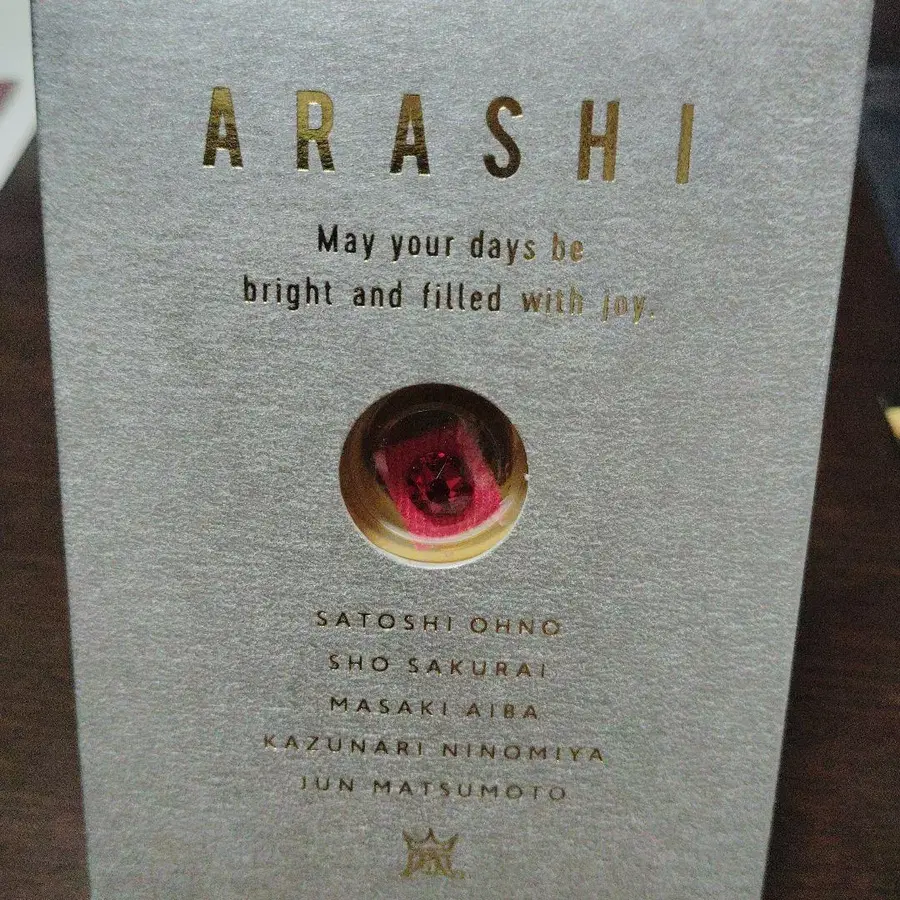 ARASHI
May your days be
bright and filled with joy.
SATOSHI OHNO
SHO SAKURAI
MASAKI AIBA
KAZUNARI NINOMIYA
JUN MATSUMOTO